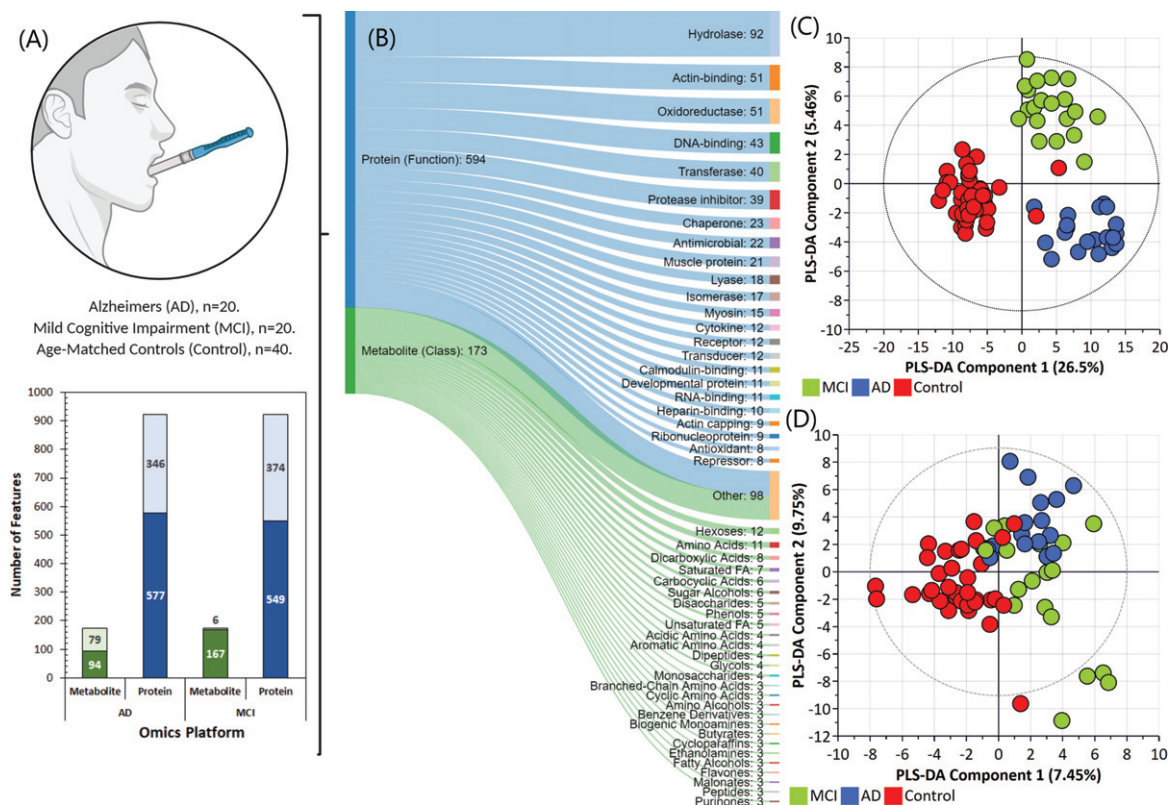 (A)
Alzheimers (AD), n=20.
Mild Cognitive Impairment (MCI), n=20.
Age-Matched Controls (Control), n=40.
Number of Features
1000
900
800
700
600
500
400
300
200
100
0
79
94
346
577
6
167
374
549
Metabolite
Protein
Metabolite
Protein
AD
MCI
Omics Platform
(B)
Protein (Function): 594
Metabolite (Class): 173
Hydrolase: 92
Actin-binding: 51
Oxidoreductase: 51
DNA-binding: 43
Transferase: 40
Protease inhibitor: 39
Chaperone: 23
Antimicrobial: 22
Muscle protein: 21
Lyase: 18
Isomerase: 17
Myosin: 15
Cytokine: 12
Receptor: 12
Transducer: 12
Calmodulin-binding: 11
Developmental protein: 11
RNA-binding: 11
Heparin-binding: 10
Actin capping: 9
Ribonucleoprotein: 9
Antioxidant: 8
Repressor: 8
Other: 98
Hexoses: 12
Amino Acids: 11
Dicarboxylic Acids: 8
Saturated FA: 7
Carbocyclic Acids: 6
Sugar Alcohols: 6
Disaccharides: 5
Phenols: 5
Unsaturated FA: 5
Acidic Amino Acids: 4
Aromatic Amino Acids: 4
Dipeptides: 4
Glycols: 4
Monosaccharides: 4
Branched-Chain Amino Acids: 3
Cyclic Amino Acids: 3
Amino Alcohols: 3
Benzene Derivatives: 3
Biogenic Monoamines: 3
Butyrates: 3
Cycloparaffins: 3
Ethanolamines: 3
Fatty Alcohols: 3
Flavones: 3
Malonates: 3
Peptides: 3
Purinones: 3
(C)
PLS-DA Component 2 (5.46%)
10
8
6
4
2
0
-2
-4
-6
-8
-10
-25 -20 -15 -10 -5 0 5 10 15 20
PLS-DA Component 1 (26.5%)
MCI AD Control
(D)
PLS-DA Component 2 (9.75%)
10
8
6
4
2
0
-2
-4
-6
-8
-10
-12
-10 -8 -6 -4 -2 0 2 4 6 8 10
PLS-DA Component 1 (7.45%)
MCI AD Control